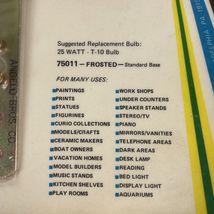 Suggested Replacement Bulb:
25 WATT - T-10 Bulb
75011 - FROSTED - Standard Base
FOR MANY USES:
■ PAINTINGS
■ PRINTS
■ STATUES
■ FIGURINES
■ CURIO COLLECTIONS
■ MODELS/CRAFTS
■ CERAMIC MAKERS
■ BOAT OWNERS
■ VACATION HOMES
■ MODEL BUILDERS
■ MUSIC STANDS
■ KITCHEN SHELVES
■ PLAY ROOMS
■ WORK SHOPS
■ UNDER COUNTERS
■ SPEAKER STANDS
■ STEREO/TV
■ PIANO
■ MIRRORS/VANITIES
■ TELEPHONE AREAS
■ DARK AREAS
■ DESK LAMP
■ READING
■ BED LIGHT
■ DISPLAY LIGHT
■ AQUARIUMS